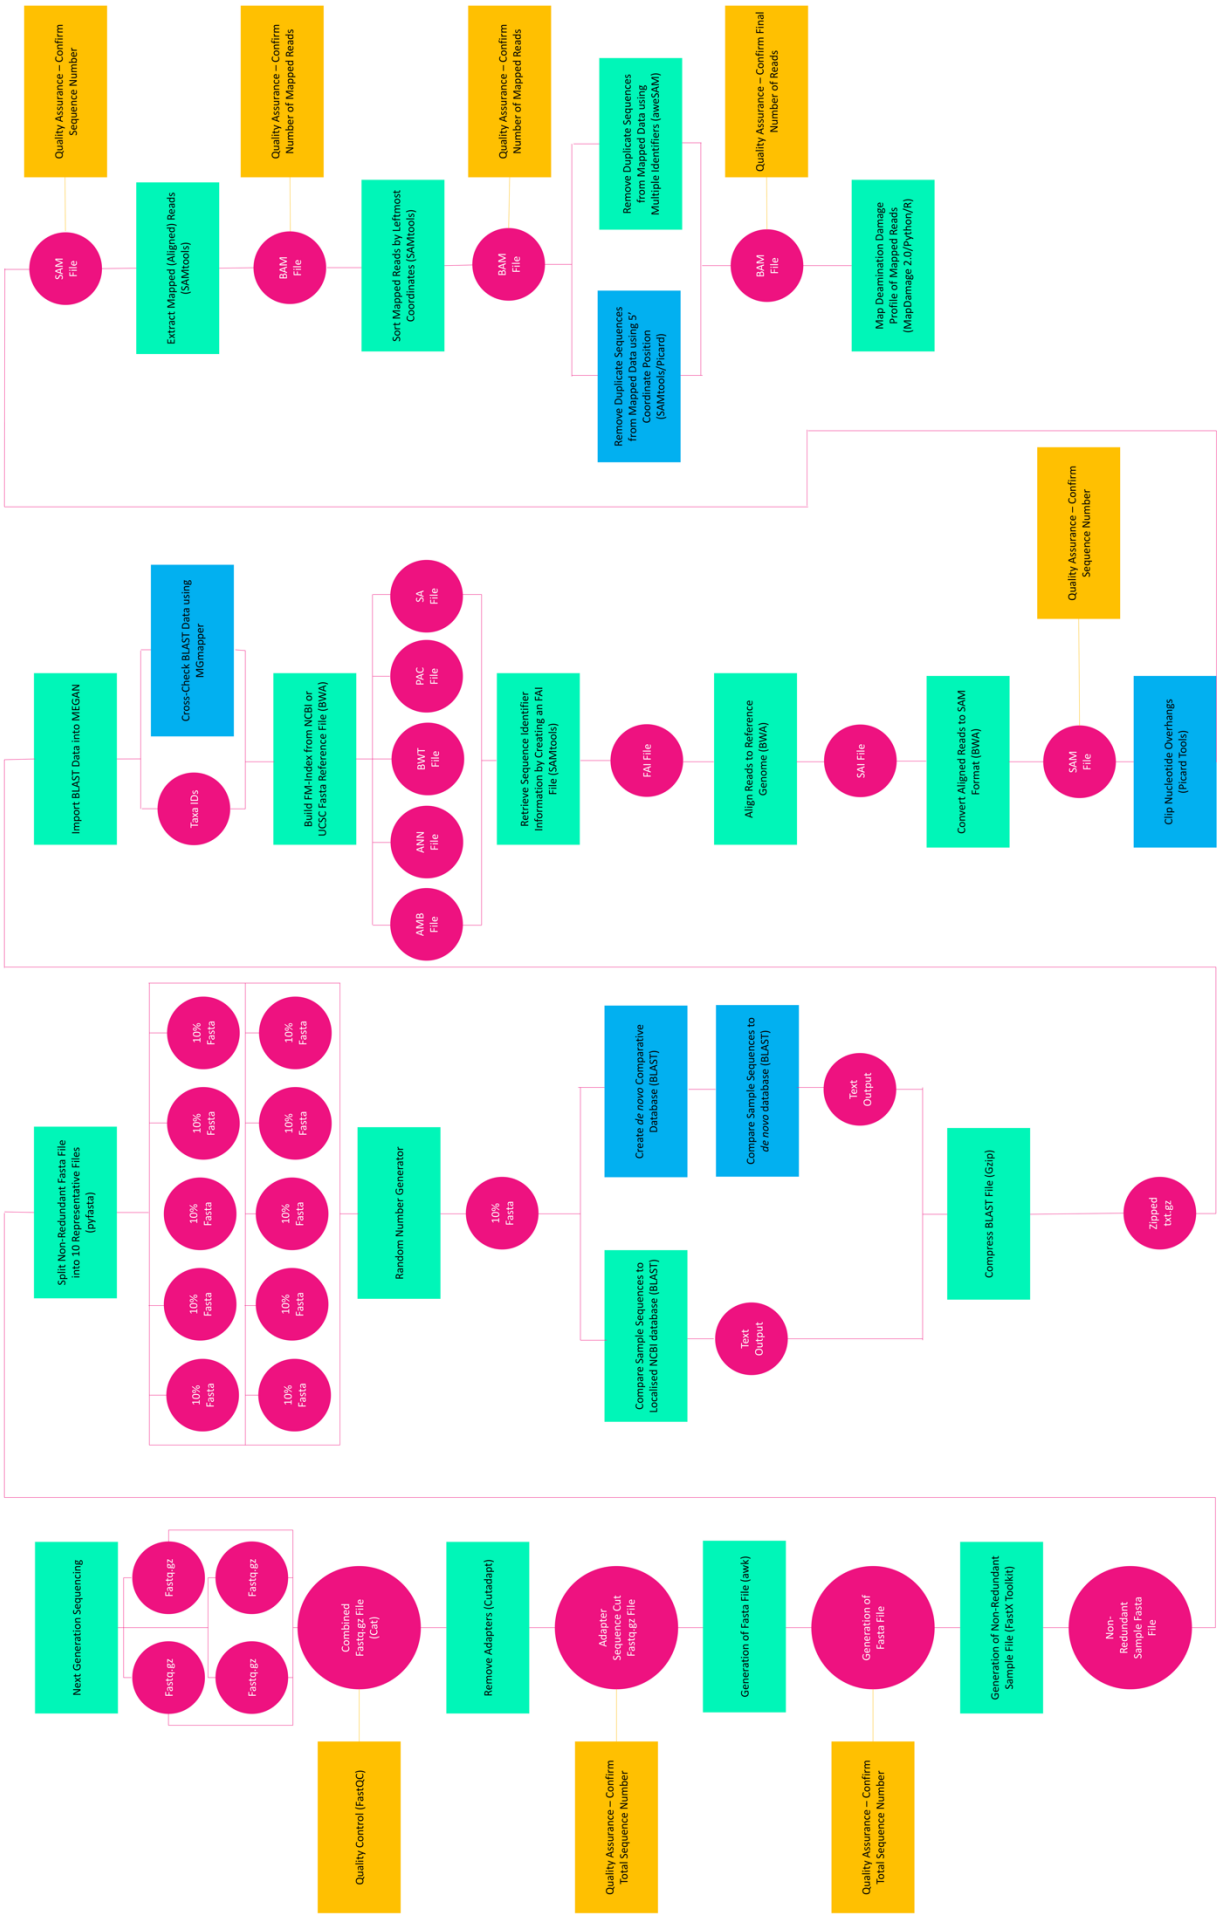 Next Generation Sequencing
Fastq.gz
Fastq.gz
Fastq.gz
Fastq.gz
Combined
Fastq.gz File
(Cat)
Quality Control (FastQC)
Remove Adapters (Cutadapt)
Adapter
Sequence Cut
Fastq.gz File
Quality Assurance – Confirm
Total Sequence Number
Generation of Fasta File (awk)
Generation of
Fasta File
Quality Assurance – Confirm
Total Sequence Number
Generation of Non-Redundant
Sample File (FastX Toolkit)
Non-
Redundant
Sample Fasta
File
Split Non-Redundant Fasta File
into 10 Representative Files
(pyfasta)
10%
Fasta
10%
Fasta
10%
Fasta
10%
Fasta
10%
Fasta
10%
Fasta
10%
Fasta
10%
Fasta
10%
Fasta
10%
Fasta
Random Number Generator
10%
Fasta
Compare Sample Sequences to
Localised NCBI database (BLAST)
Text
Output
Create de novo Comparative
Database (BLAST)
Compare Sample Sequences to
de novo database (BLAST)
Text
Output
Compress BLAST File (Gzip)
Zipped
txt.gz
Import BLAST Data into MEGAN
Taxa IDs
Cross-Check BLAST Data using
MGmapper
Build FM-Index from NCBI or
UCSC Fasta Reference File (BWA)
AMB
File
ANN
File
BWT
File
PAC
File
SA
File
Retrieve Sequence Identifier
Information by Creating an FAI
File (SAMtools)
FAI File
Align Reads to Reference
Genome (BWA)
SAI File
Convert Aligned Reads to SAM
Format (BWA)
SAM
File
Quality Assurance – Confirm
Sequence Number
Clip Nucleotide Overhangs
(Picard Tools)
SAM
File
Quality Assurance – Confirm
Sequence Number
Extract Mapped (Aligned) Reads
(SAMtools)
BAM
File
Quality Assurance – Confirm
Number of Mapped Reads
Sort Mapped Reads by Leftmost
Coordinates (SAMtools)
BAM
File
Quality Assurance – Confirm
Number of Mapped Reads
Remove Duplicate Sequences
from Mapped Data using 5’
Coordinate Position
(SAMtools/Picard)
Remove Duplicate Sequences
from Mapped Data using
Multiple Identifiers (aweSAM)
BAM
File
Quality Assurance – Confirm Final
Number of Reads
Map Deamination Damage
Profile of Mapped Reads
(MapDamage 2.0/Python/R)